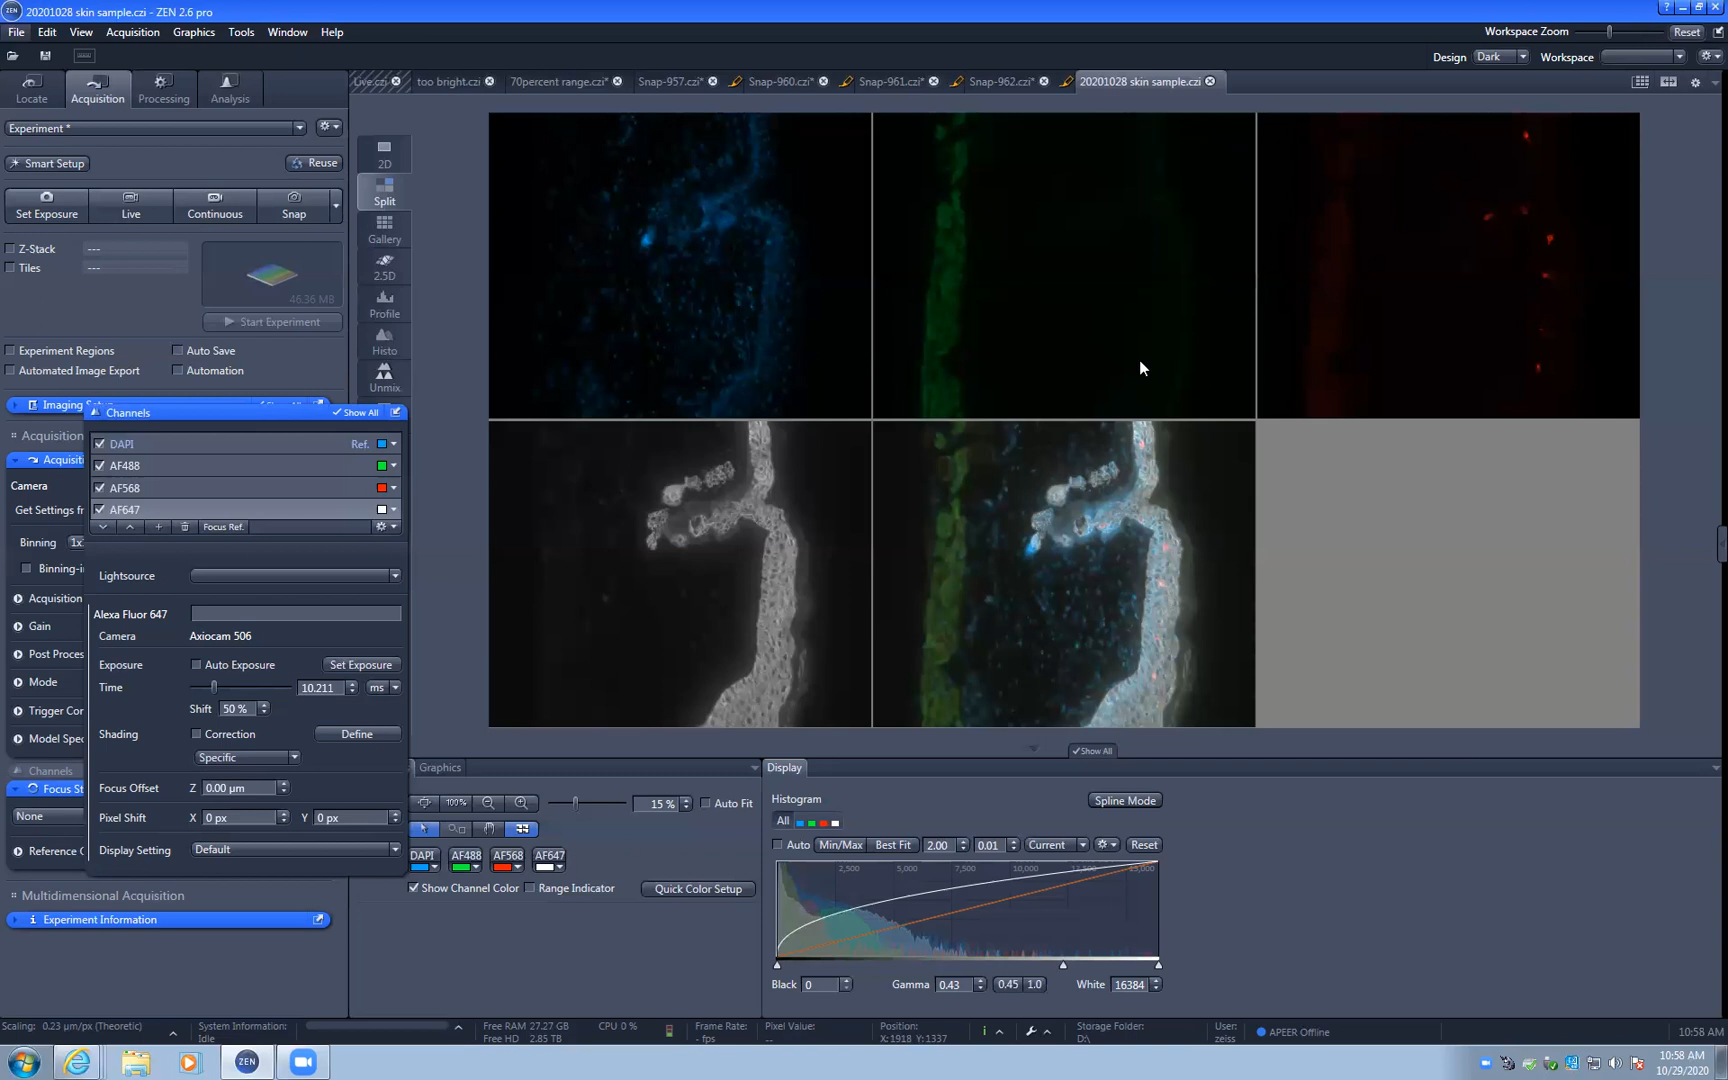 20201028 skin sample.czi - ZEN 2.6 pro
File Edit View Acquisition Graphics Tools Window Help
Workspace Zoom Reset
Design Dark Workspace
Locate Acquisition Processing Analysis
Live.czi too bright.czi 70percent range.czi* Snap-957.czi* Snap-960.czi* Snap-961.czi* Snap-962.czi* 20201028 skin sample.czi
Experiment *
Smart Setup Reuse
Set Exposure Live Continuous Snap
Z-Stack ---
Tiles ---
46.36 MB
Start Experiment
Experiment Regions Auto Save
Automated Image Export Automation
2D
Split
Gallery
2.5D
Profile
Histo
Unmix
Imaging Se
Channels Show All
Acquisition
DAPI Ref.
Acquisiti
AF488
Camera
AF568
Get Settings fr
AF647
Focus Ref.
Binning 1x
Binning-i
Lightsource
Acquisition
Alexa Fluor 647
Gain
Camera Axiocam 506
Post Proces
Exposure Auto Exposure Set Exposure
Mode
Time 10.211 ms
Trigger Cor
Shift 50 %
Model Spec
Shading Correction Define
Specific
Channels
Focus St
Focus Offset Z 0.00 µm
None
Pixel Shift X 0 px Y 0 px
Reference C
Display Setting Default
Multidimensional Acquisition
Experiment Information
Show All
Graphics
100% 15 % Auto Fit
DAPI AF488 AF568 AF647
Show Channel Color Range Indicator Quick Color Setup
Display
Histogram Spline Mode
All
Auto Min/Max Best Fit 2.00 0.01 Current Reset
2,500 5,000 7,500 10,000 15,000
Black 0 Gamma 0.43 0.45 1.0 White 16384
Scaling: 0.23 µm/px (Theoretic)
System Information:
Idle
Free RAM 27.27 GB
Free HD 2.85 TB
CPU 0 %
Frame Rate:
- fps
Pixel Value:
--
Position:
X:1918 Y:1337
Storage Folder:
D:\
User:
zeiss
APEER Offline
10:58 AM
ZEN
10:58 AM
10/29/2020